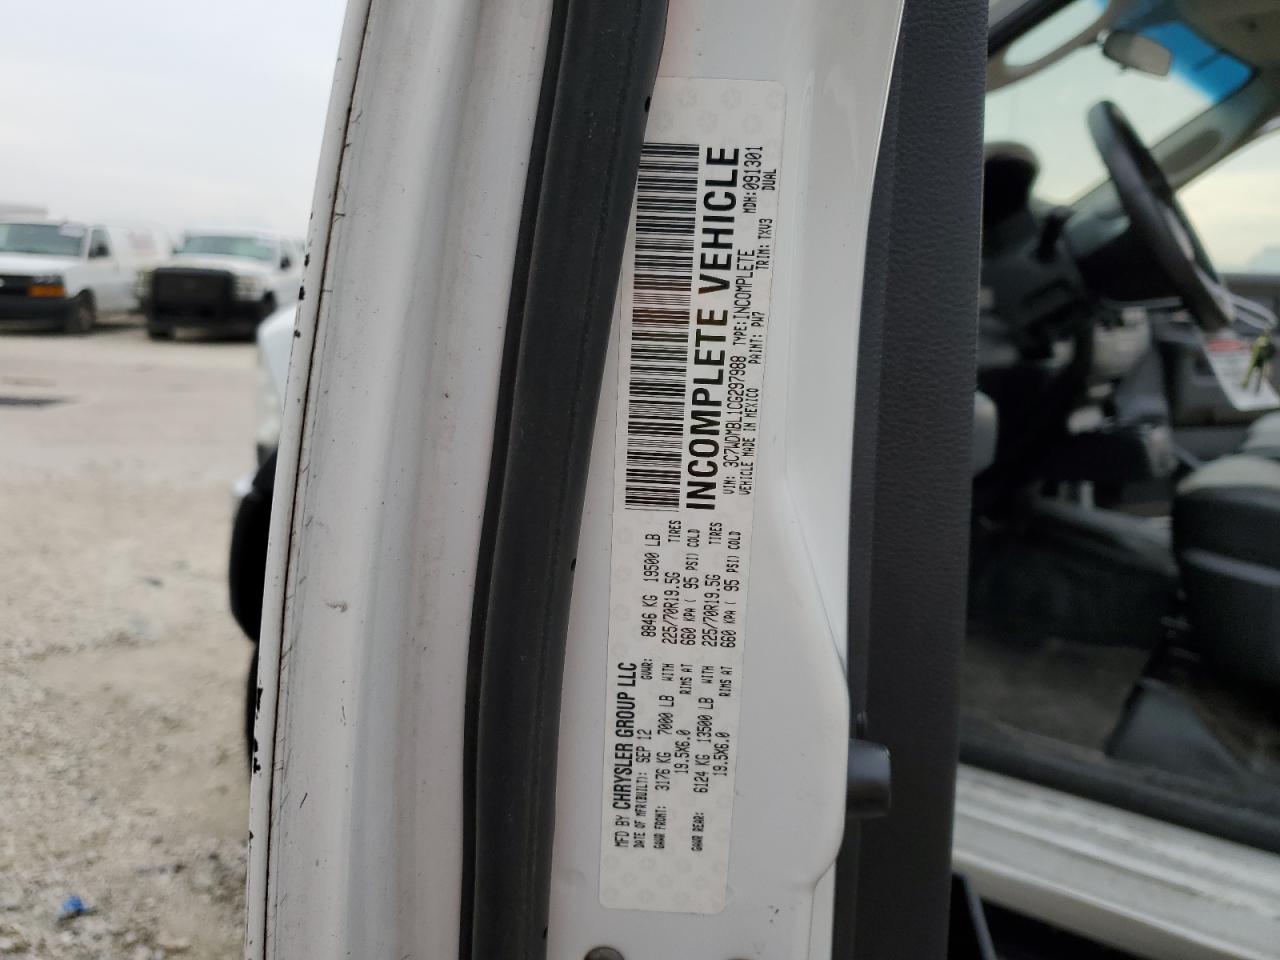 MFD BY CHRYSLER GROUP LLC
DATE OF MFR(BUILT): SEP 12 GVWR: 8846 KG 19500 LB
GAWR FRONT: 3176 KG 7000 LB WITH 225/70R19.5G TIRES
19.5X6.0 RIMS AT 660 KPA ( 95 PSI) COLD
GAWR REAR: 6124 KG 13500 LB WITH 225/70R19.5G TIRES
19.5X6.0 RIMS AT 660 KPA ( 95 PSI) COLD
INCOMPLETE VEHICLE
VIN: 3C7WDMBL1CG297988 TYPE: INCOMPLETE MDH:091301
VEHICLE MADE IN MEXICO PAINT: PW7 TRIM: TXV3 DUAL